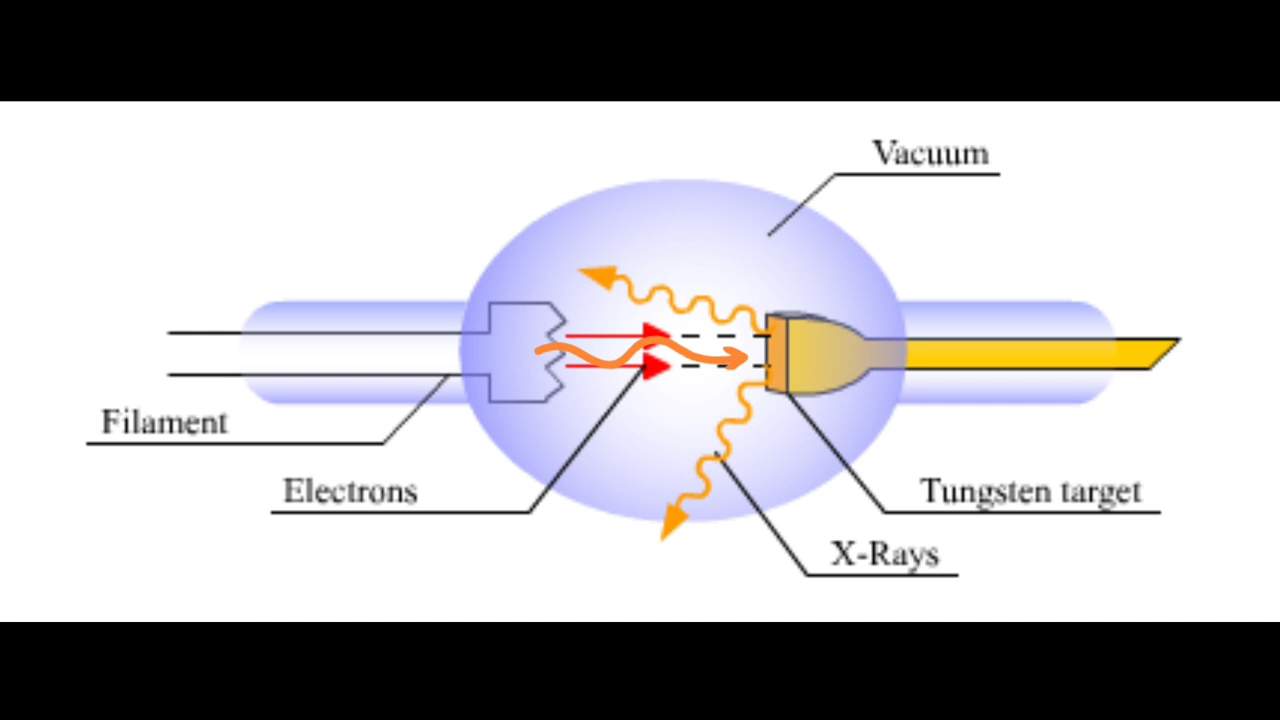 Vacuum
Filament
Electrons
Tungsten target
X-Rays